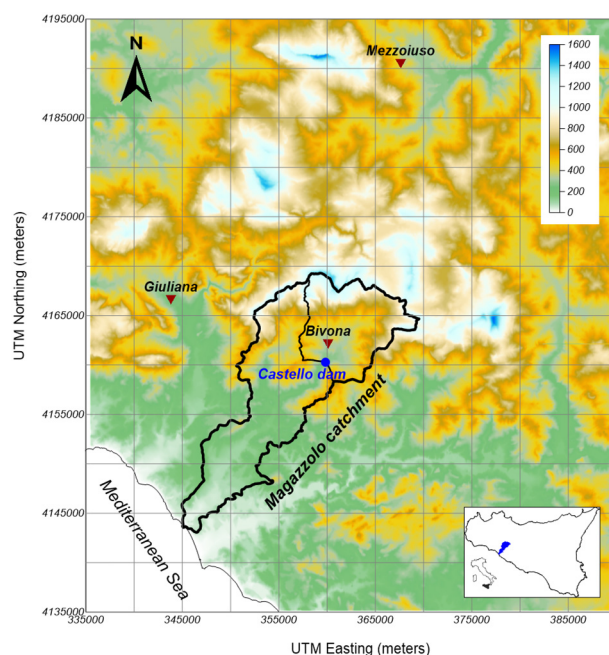 4195000
4185000
4175000
4165000
4155000
4145000
4135000
UTM Northing (meters)
N
Mezzoiuso
1600
1400
1200
1000
800
600
400
200
0
Giuliana
Bivona
Castello dam
Magazzolo catchment
Mediterranean Sea
335000
345000
355000
365000
375000
385000
UTM Easting (meters)